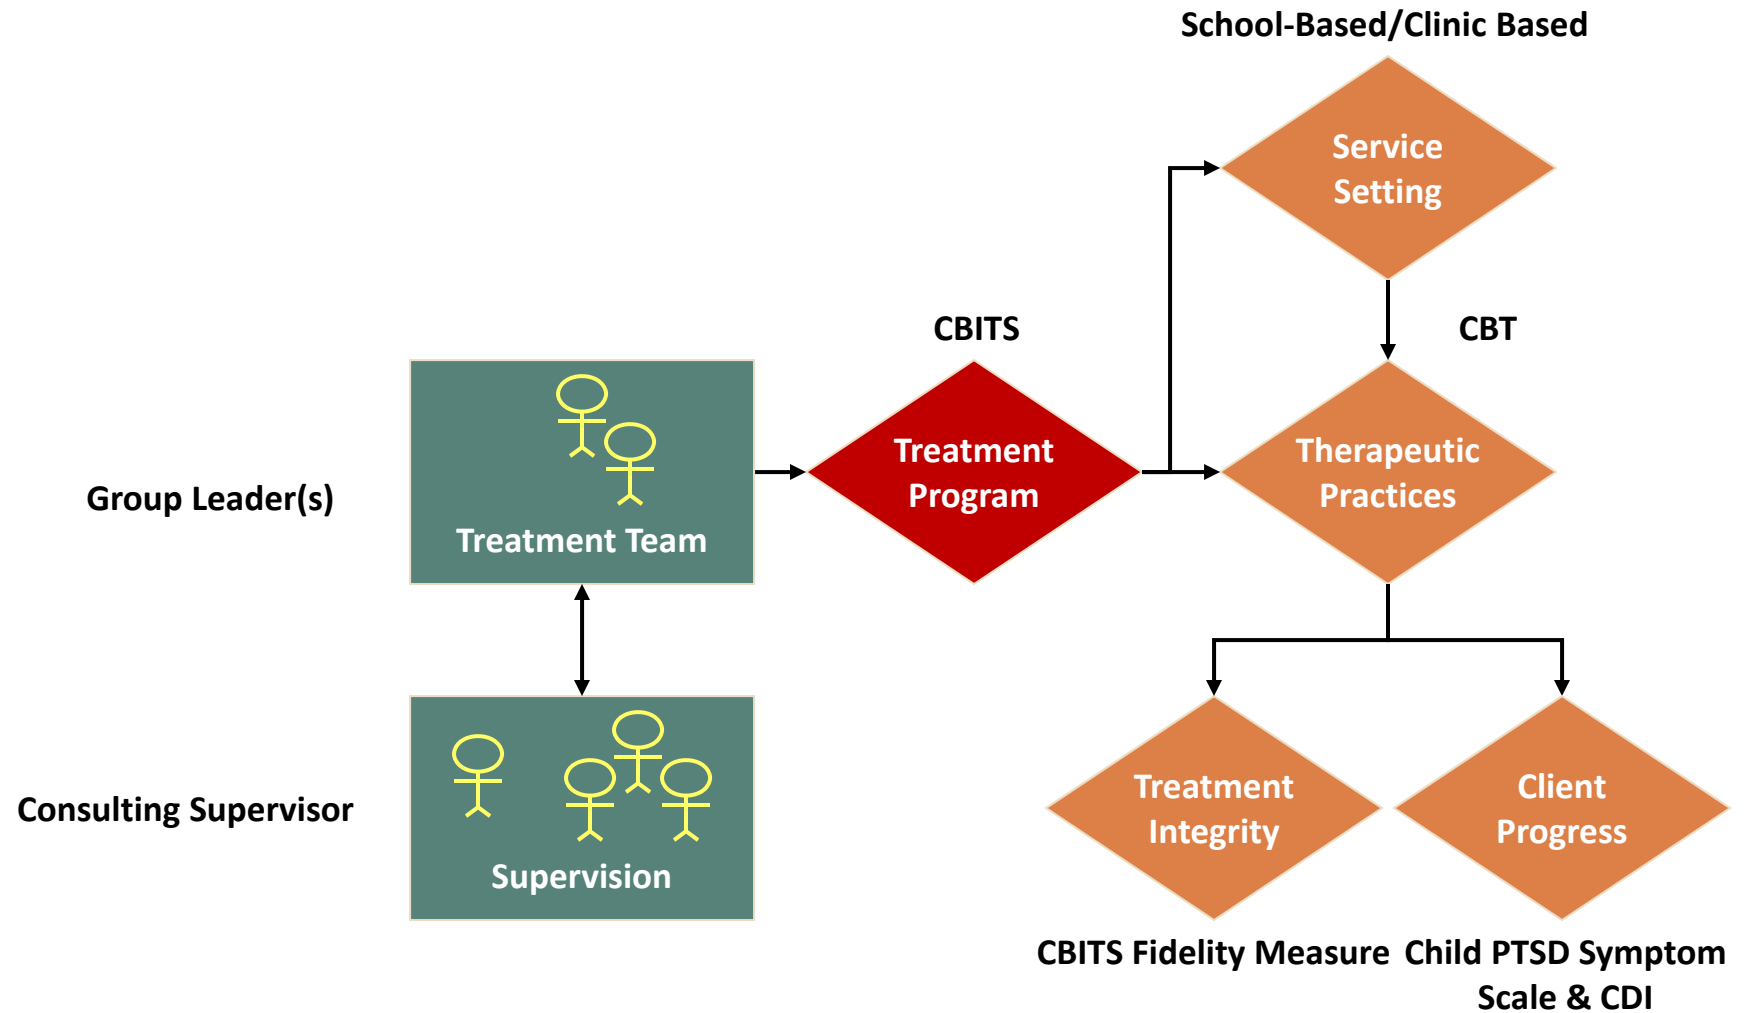 School-Based/Clinic Based
Service
Setting
CBITS
CBT
Group Leader(s)
Treatment Team
Treatment
Program
Therapeutic
Practices
Consulting Supervisor
Supervision
Treatment
Integrity
Client
Progress
CBITS Fidelity Measure
Child PTSD Symptom
Scale & CDI